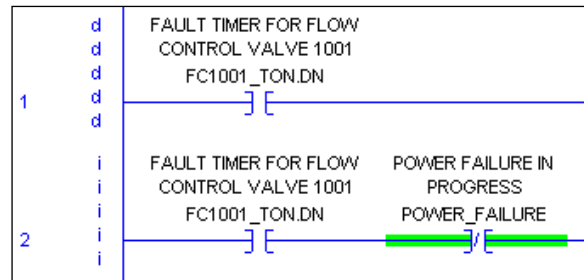 d
d
d
d
d
1
FAULT TIMER FOR FLOW
CONTROL VALVE 1001
FC1001_TON.DN
i
i
i
i
i
2
FAULT TIMER FOR FLOW
CONTROL VALVE 1001
FC1001_TON.DN
POWER FAILURE IN
PROGRESS
POWER_FAILURE